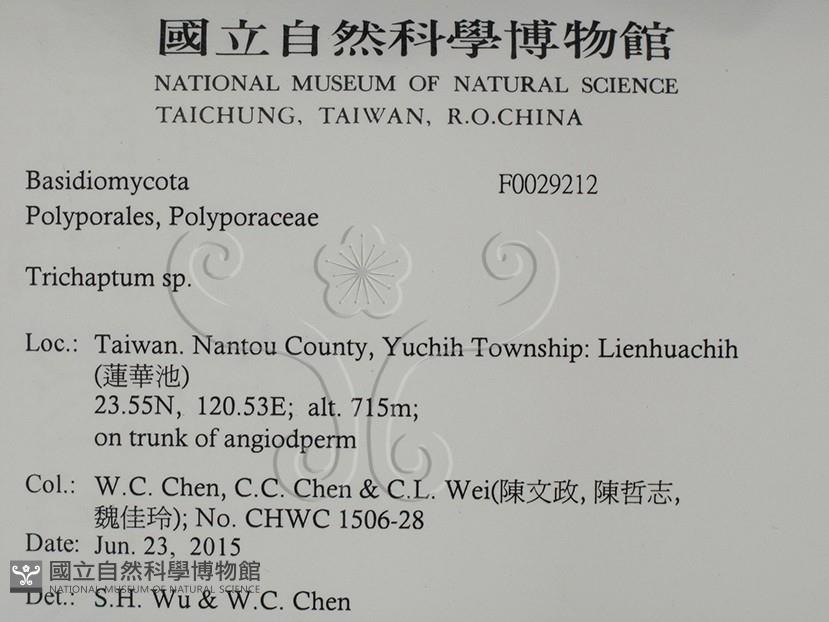 國立自然科學博物館
NATIONAL MUSEUM OF NATURAL SCIENCE
TAICHUNG, TAIWAN, R.O.CHINA
Basidiomycota F0029212
Polyporales, Polyporaceae
Trichaptum sp.
Loc.: Taiwan. Nantou County, Yuchih Township: Lienhuachih
(蓮華池)
23.55N, 120.53E; alt. 715m;
on trunk of angiodperm
Col.: W.C. Chen, C.C. Chen & C.L. Wei(陳文政, 陳哲志,
魏佳玲); No. CHWC 1506-28
Date: Jun. 23, 2015
國立自然科學博物館
NATIONAL MUSEUM OF NATURAL SCIENCE
Det.: S.H. Wu & W.C. Chen